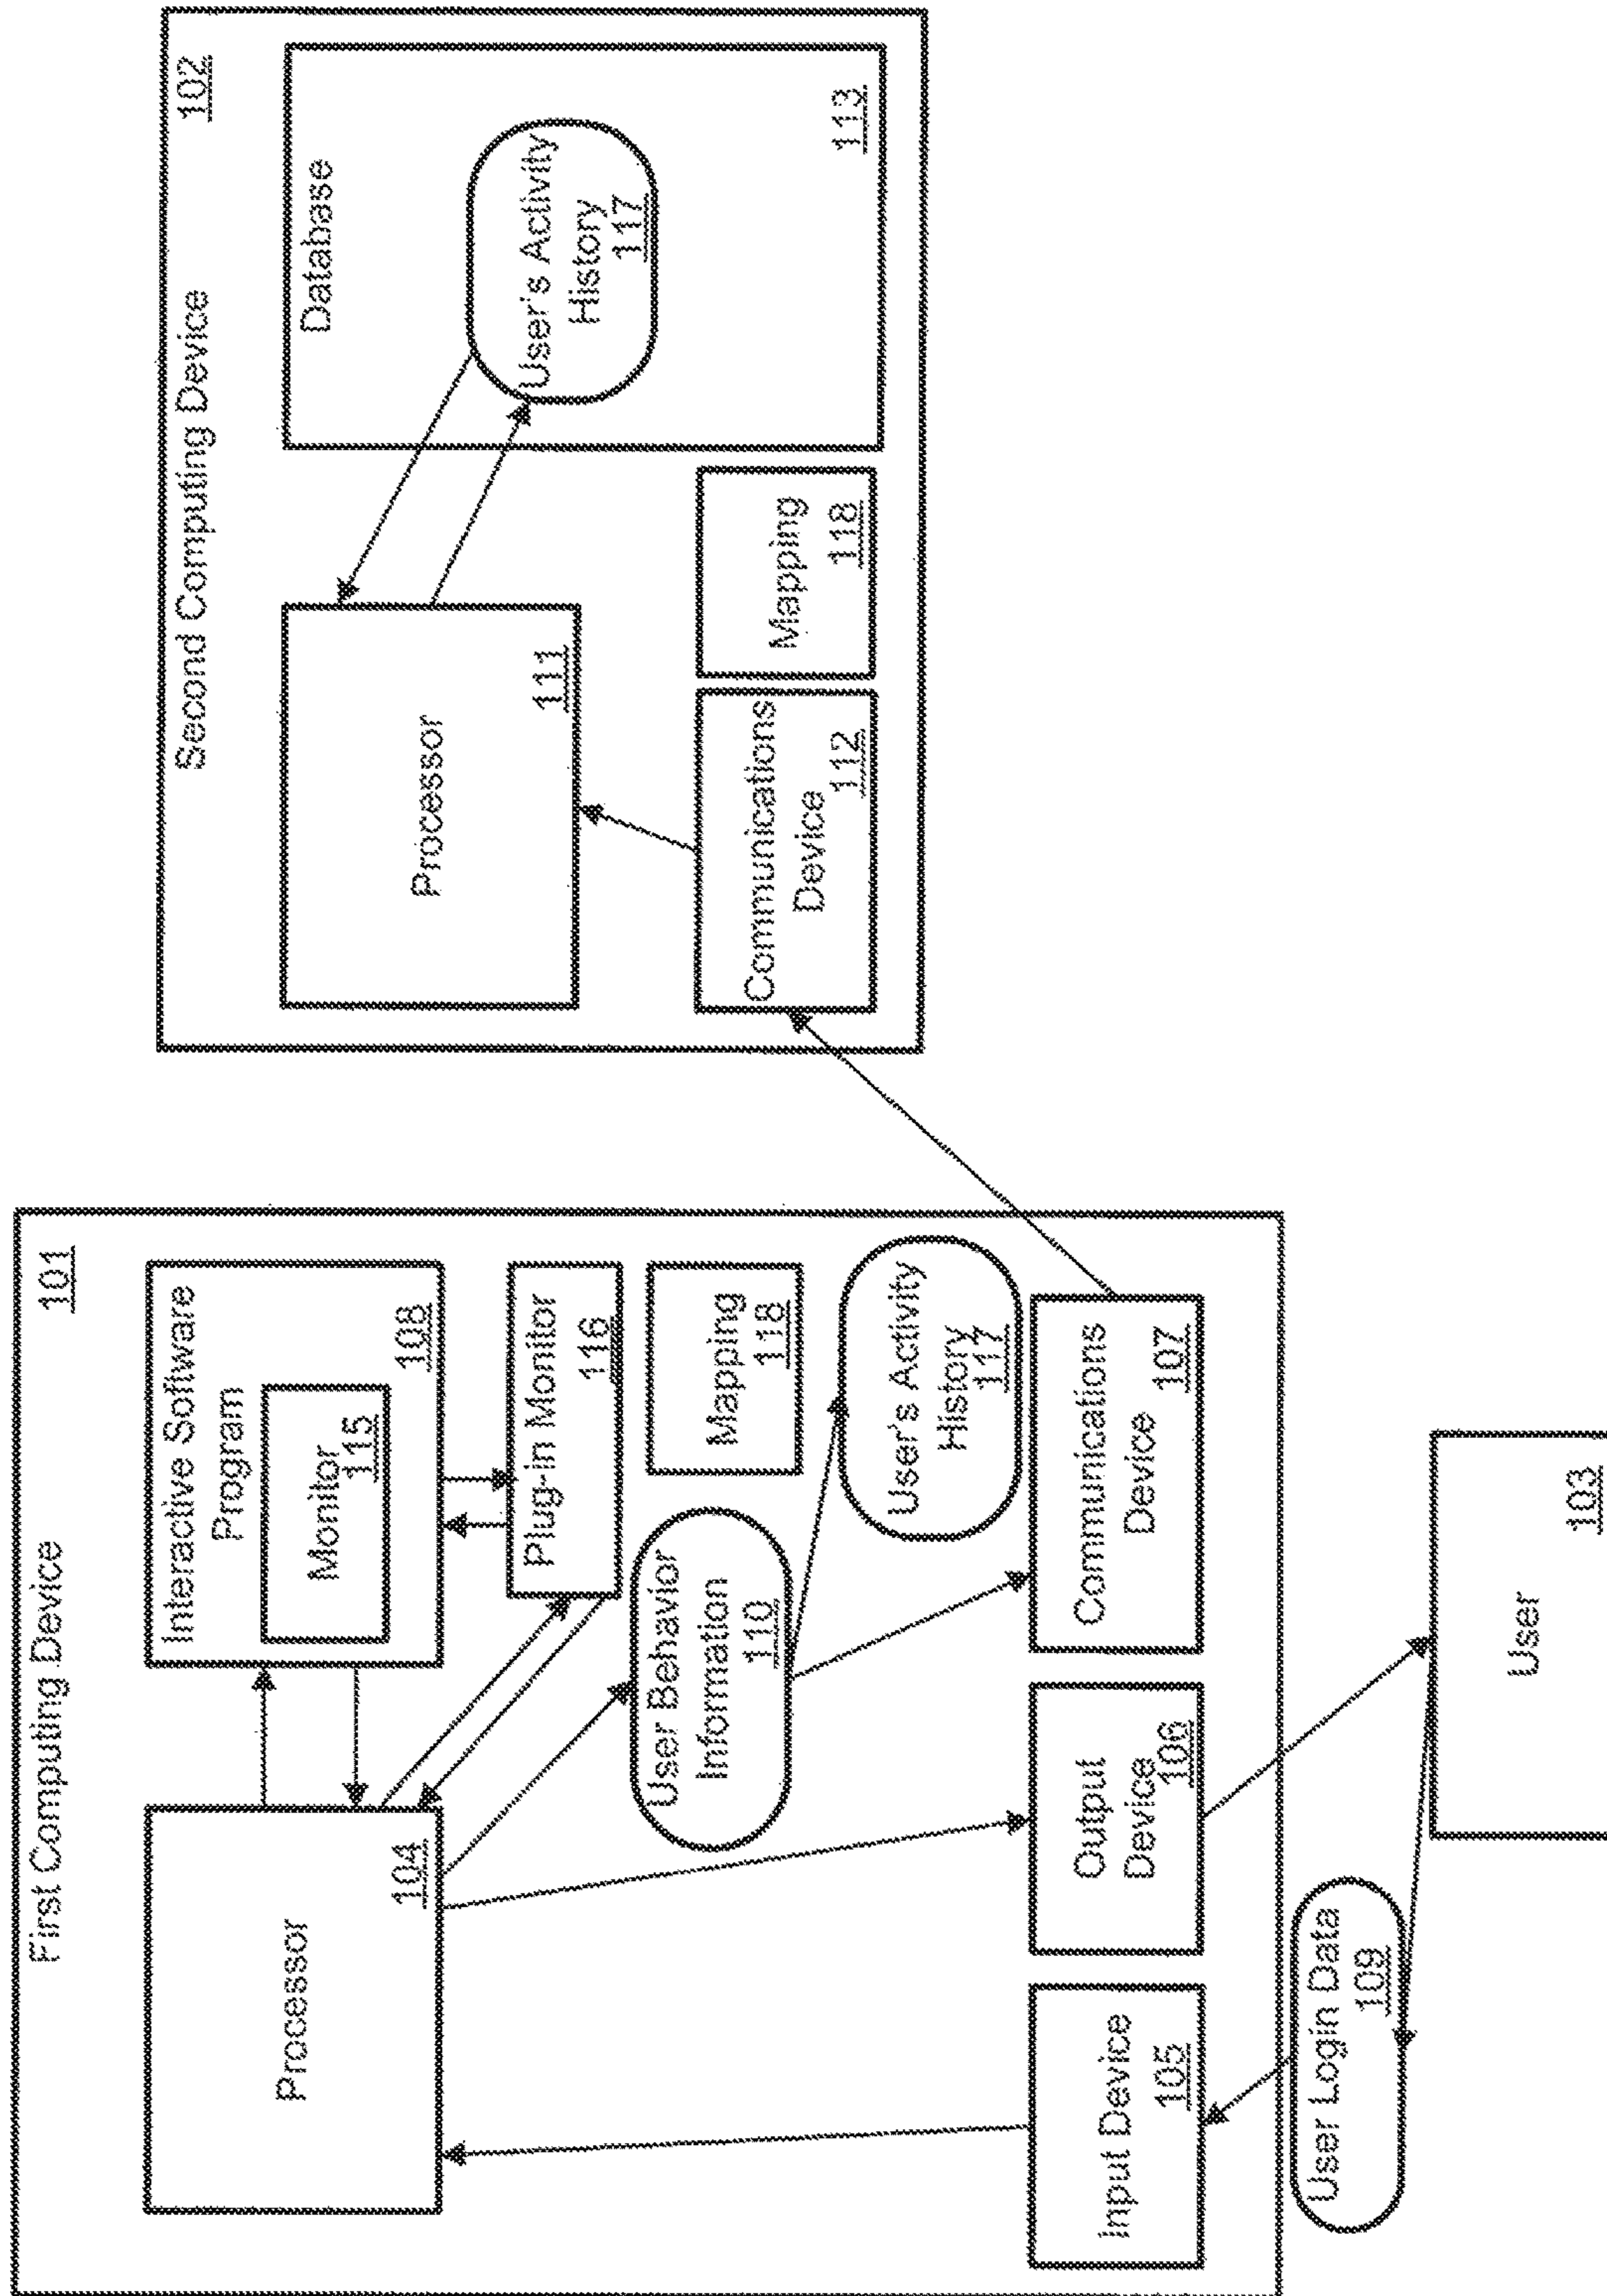 First Computing Device
101
Processor
104
Interactive Software
Program
108
Monitor
115
Plug-in Monitor
116
User Behavior
Information
110
Mapping
118
User's Activity
History
117
Input Device
105
Output
Device
106
Communications
Device
107
User Login Data
109
User
103
Second Computing Device
102
Processor
111
Communications
Device
112
Mapping
118
Database
113
User's Activity
History
117